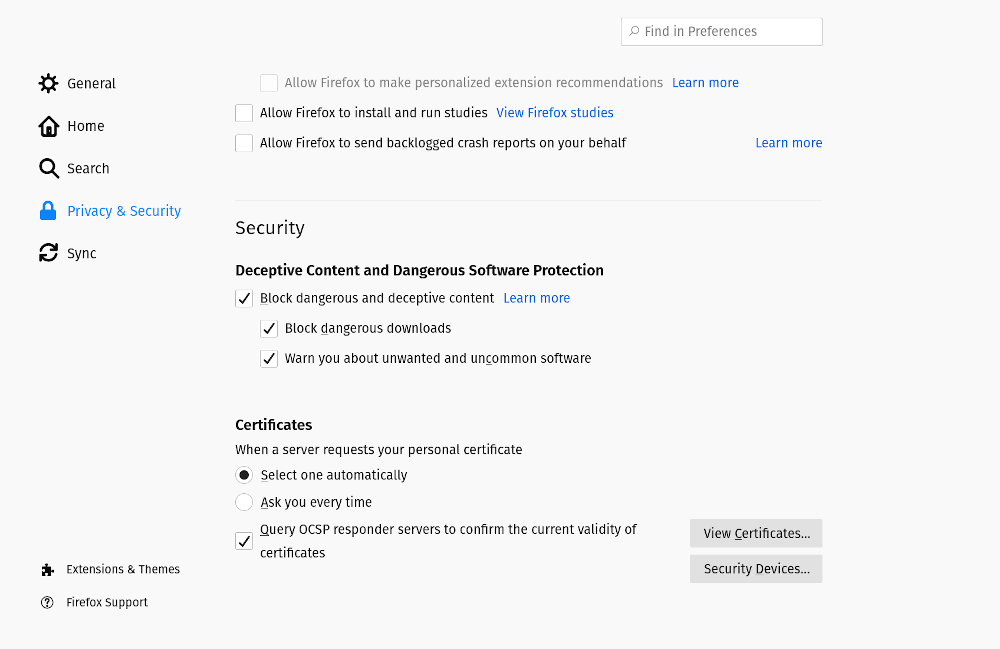 Find in Preferences
General
Home
Search
Privacy & Security
Sync
Extensions & Themes
Firefox Support
Allow Firefox to make personalized extension recommendations Learn more
Allow Firefox to install and run studies View Firefox studies
Allow Firefox to send backlogged crash reports on your behalf Learn more
Security
Deceptive Content and Dangerous Software Protection
Block dangerous and deceptive content Learn more
Block dangerous downloads
Warn you about unwanted and uncommon software
Certificates
When a server requests your personal certificate
Select one automatically
Ask you every time
Query OCSP responder servers to confirm the current validity of
certificates
View Certificates...
Security Devices...